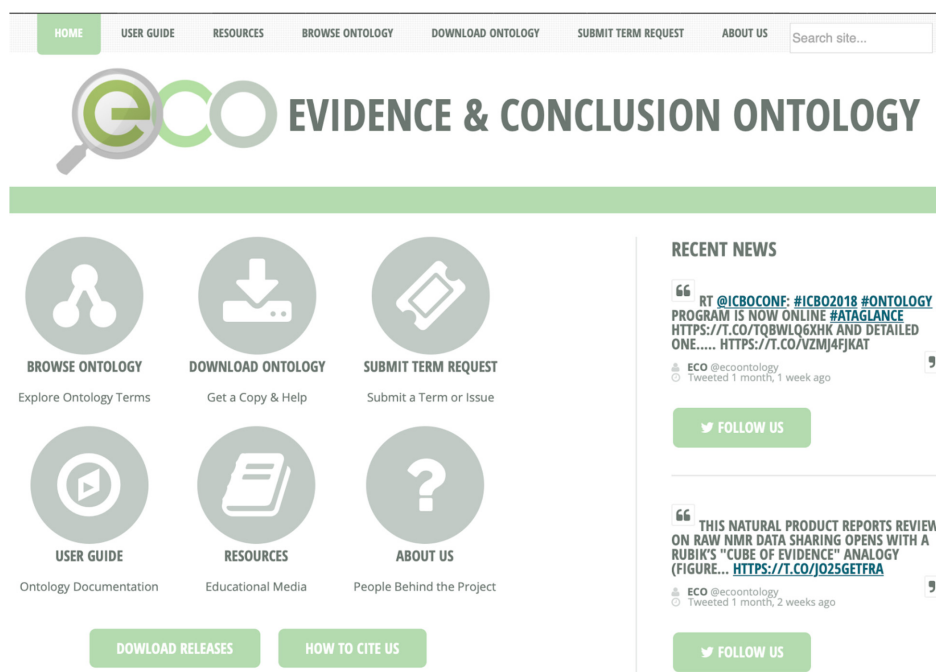 HOME USER GUIDE RESOURCES BROWSE ONTOLOGY DOWNLOAD ONTOLOGY SUBMIT TERM REQUEST ABOUT US Search site...
eco EVIDENCE & CONCLUSION ONTOLOGY
BROWSE ONTOLOGY
Explore Ontology Terms
DOWNLOAD ONTOLOGY
Get a Copy & Help
SUBMIT TERM REQUEST
Submit a Term or Issue
USER GUIDE
Ontology Documentation
RESOURCES
Educational Media
ABOUT US
People Behind the Project
DOWLOAD RELEASES
HOW TO CITE US
RECENT NEWS
RT @ICBOCONF: #ICBO2018 #ONTOLOGY
PROGRAM IS NOW ONLINE #ATAGLANCE
HTTPS://T.CO/TQBWLQ6XHK AND DETAILED
ONE..... HTTPS://T.CO/VZMJ4FJKAT
ECO @ecoontology
Tweeted 1 month, 1 week ago
FOLLOW US
THIS NATURAL PRODUCT REPORTS REVIEW
ON RAW NMR DATA SHARING OPENS WITH A
RUBIK'S "CUBE OF EVIDENCE" ANALOGY
(FIGURE... HTTPS://T.CO/JO25GETFRA
ECO @ecoontology
Tweeted 1 month, 2 weeks ago
FOLLOW US